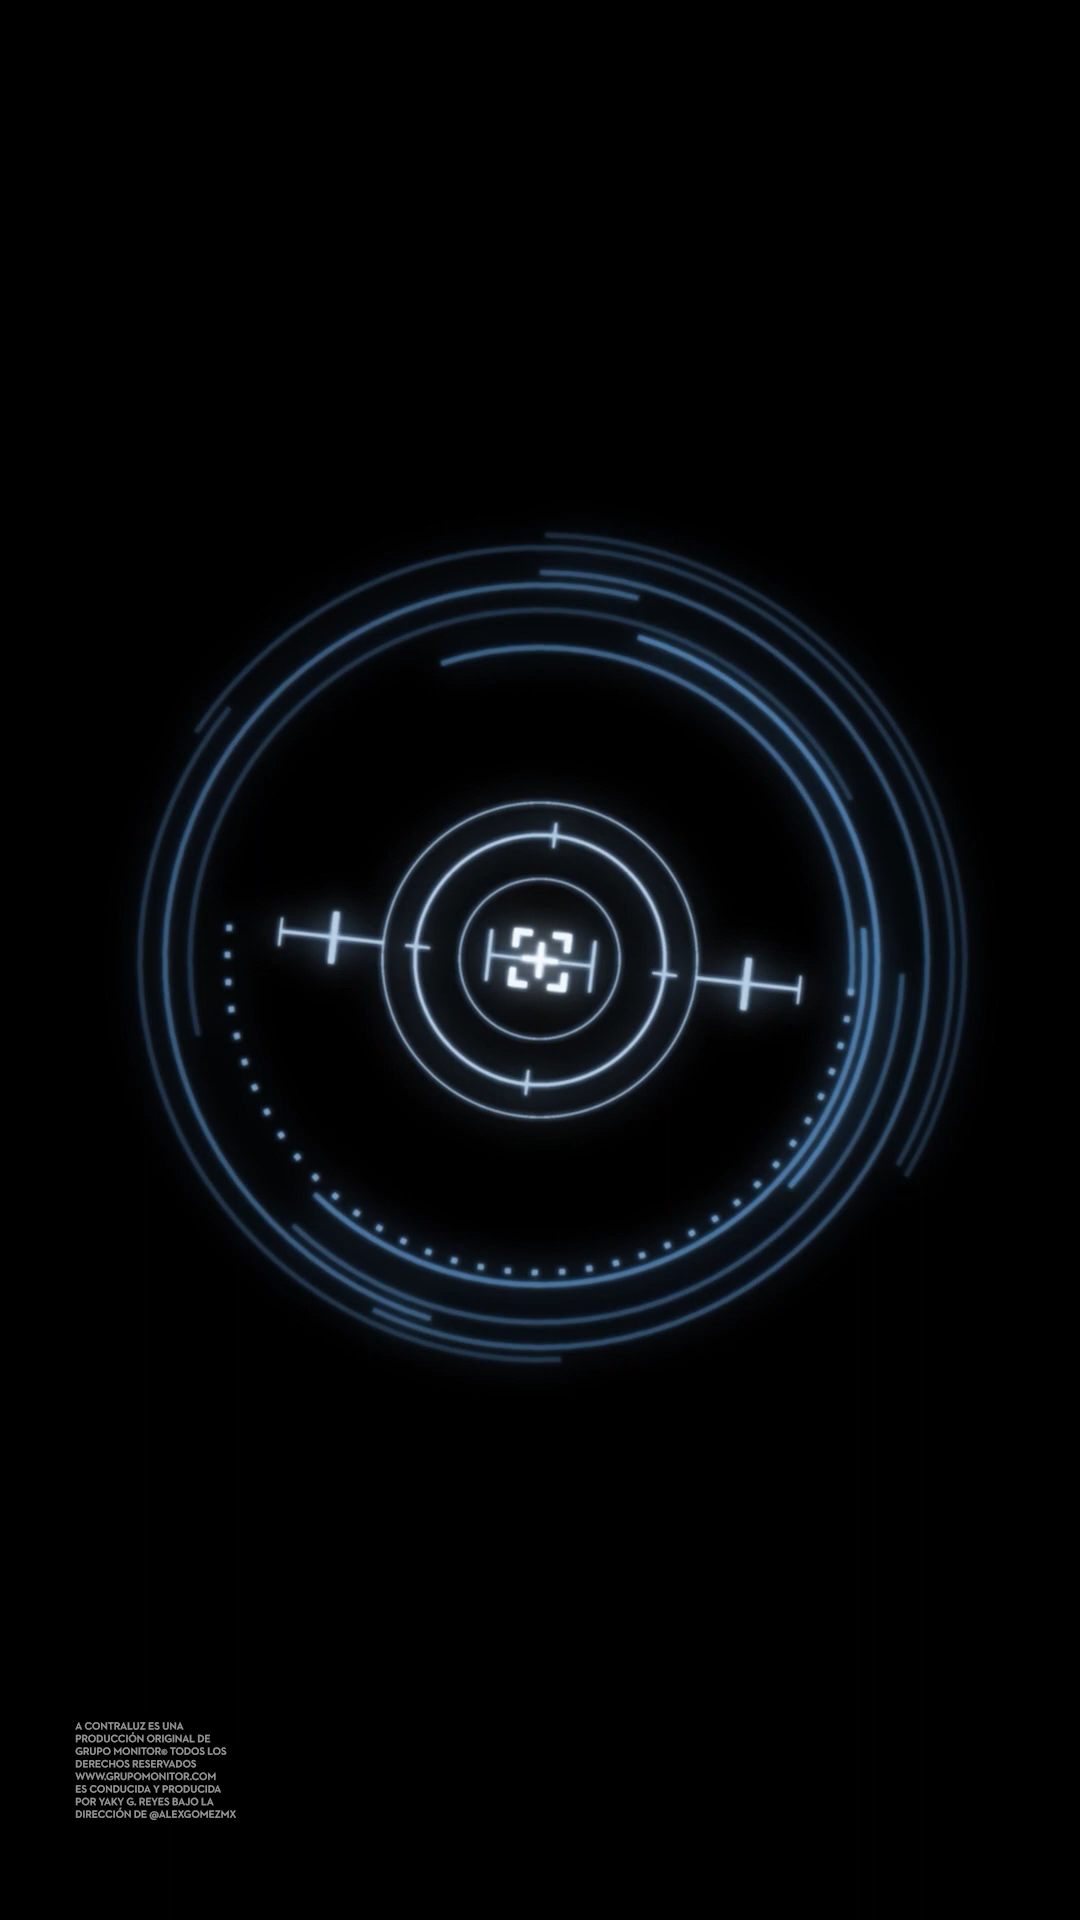 A CONTRALUZ ES UNA
PRODUCCIÓN ORIGINAL DE
GRUPO MONITOR® TODOS LOS
DERECHOS RESERVADOS
WWW.GRUPOMONITOR.COM
ES CONDUCIDA Y PRODUCIDA
POR YAKY G. REYES BAJO LA
DIRECCIÓN DE @ALEXGOMEZMX